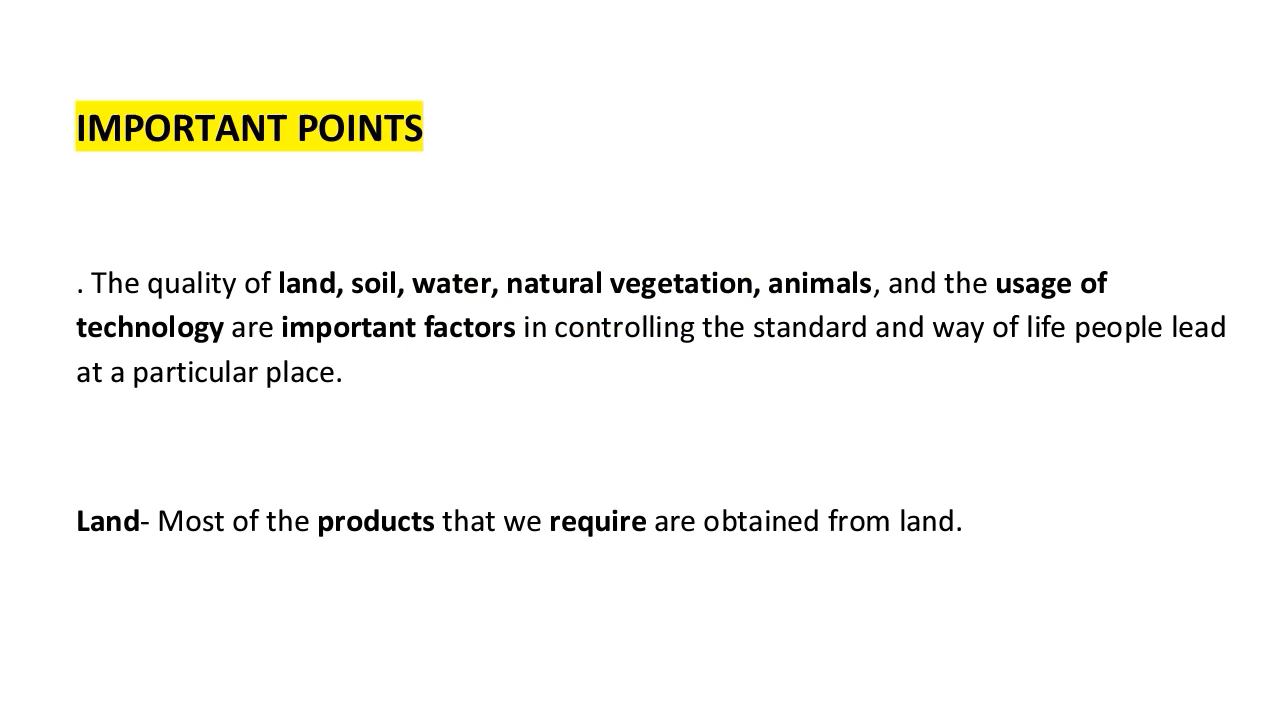 IMPORTANT POINTS
. The quality of land, soil, water, natural vegetation, animals, and the usage of
technology are important factors in controlling the standard and way of life people lead
at a particular place.
Land- Most of the products that we require are obtained from land.